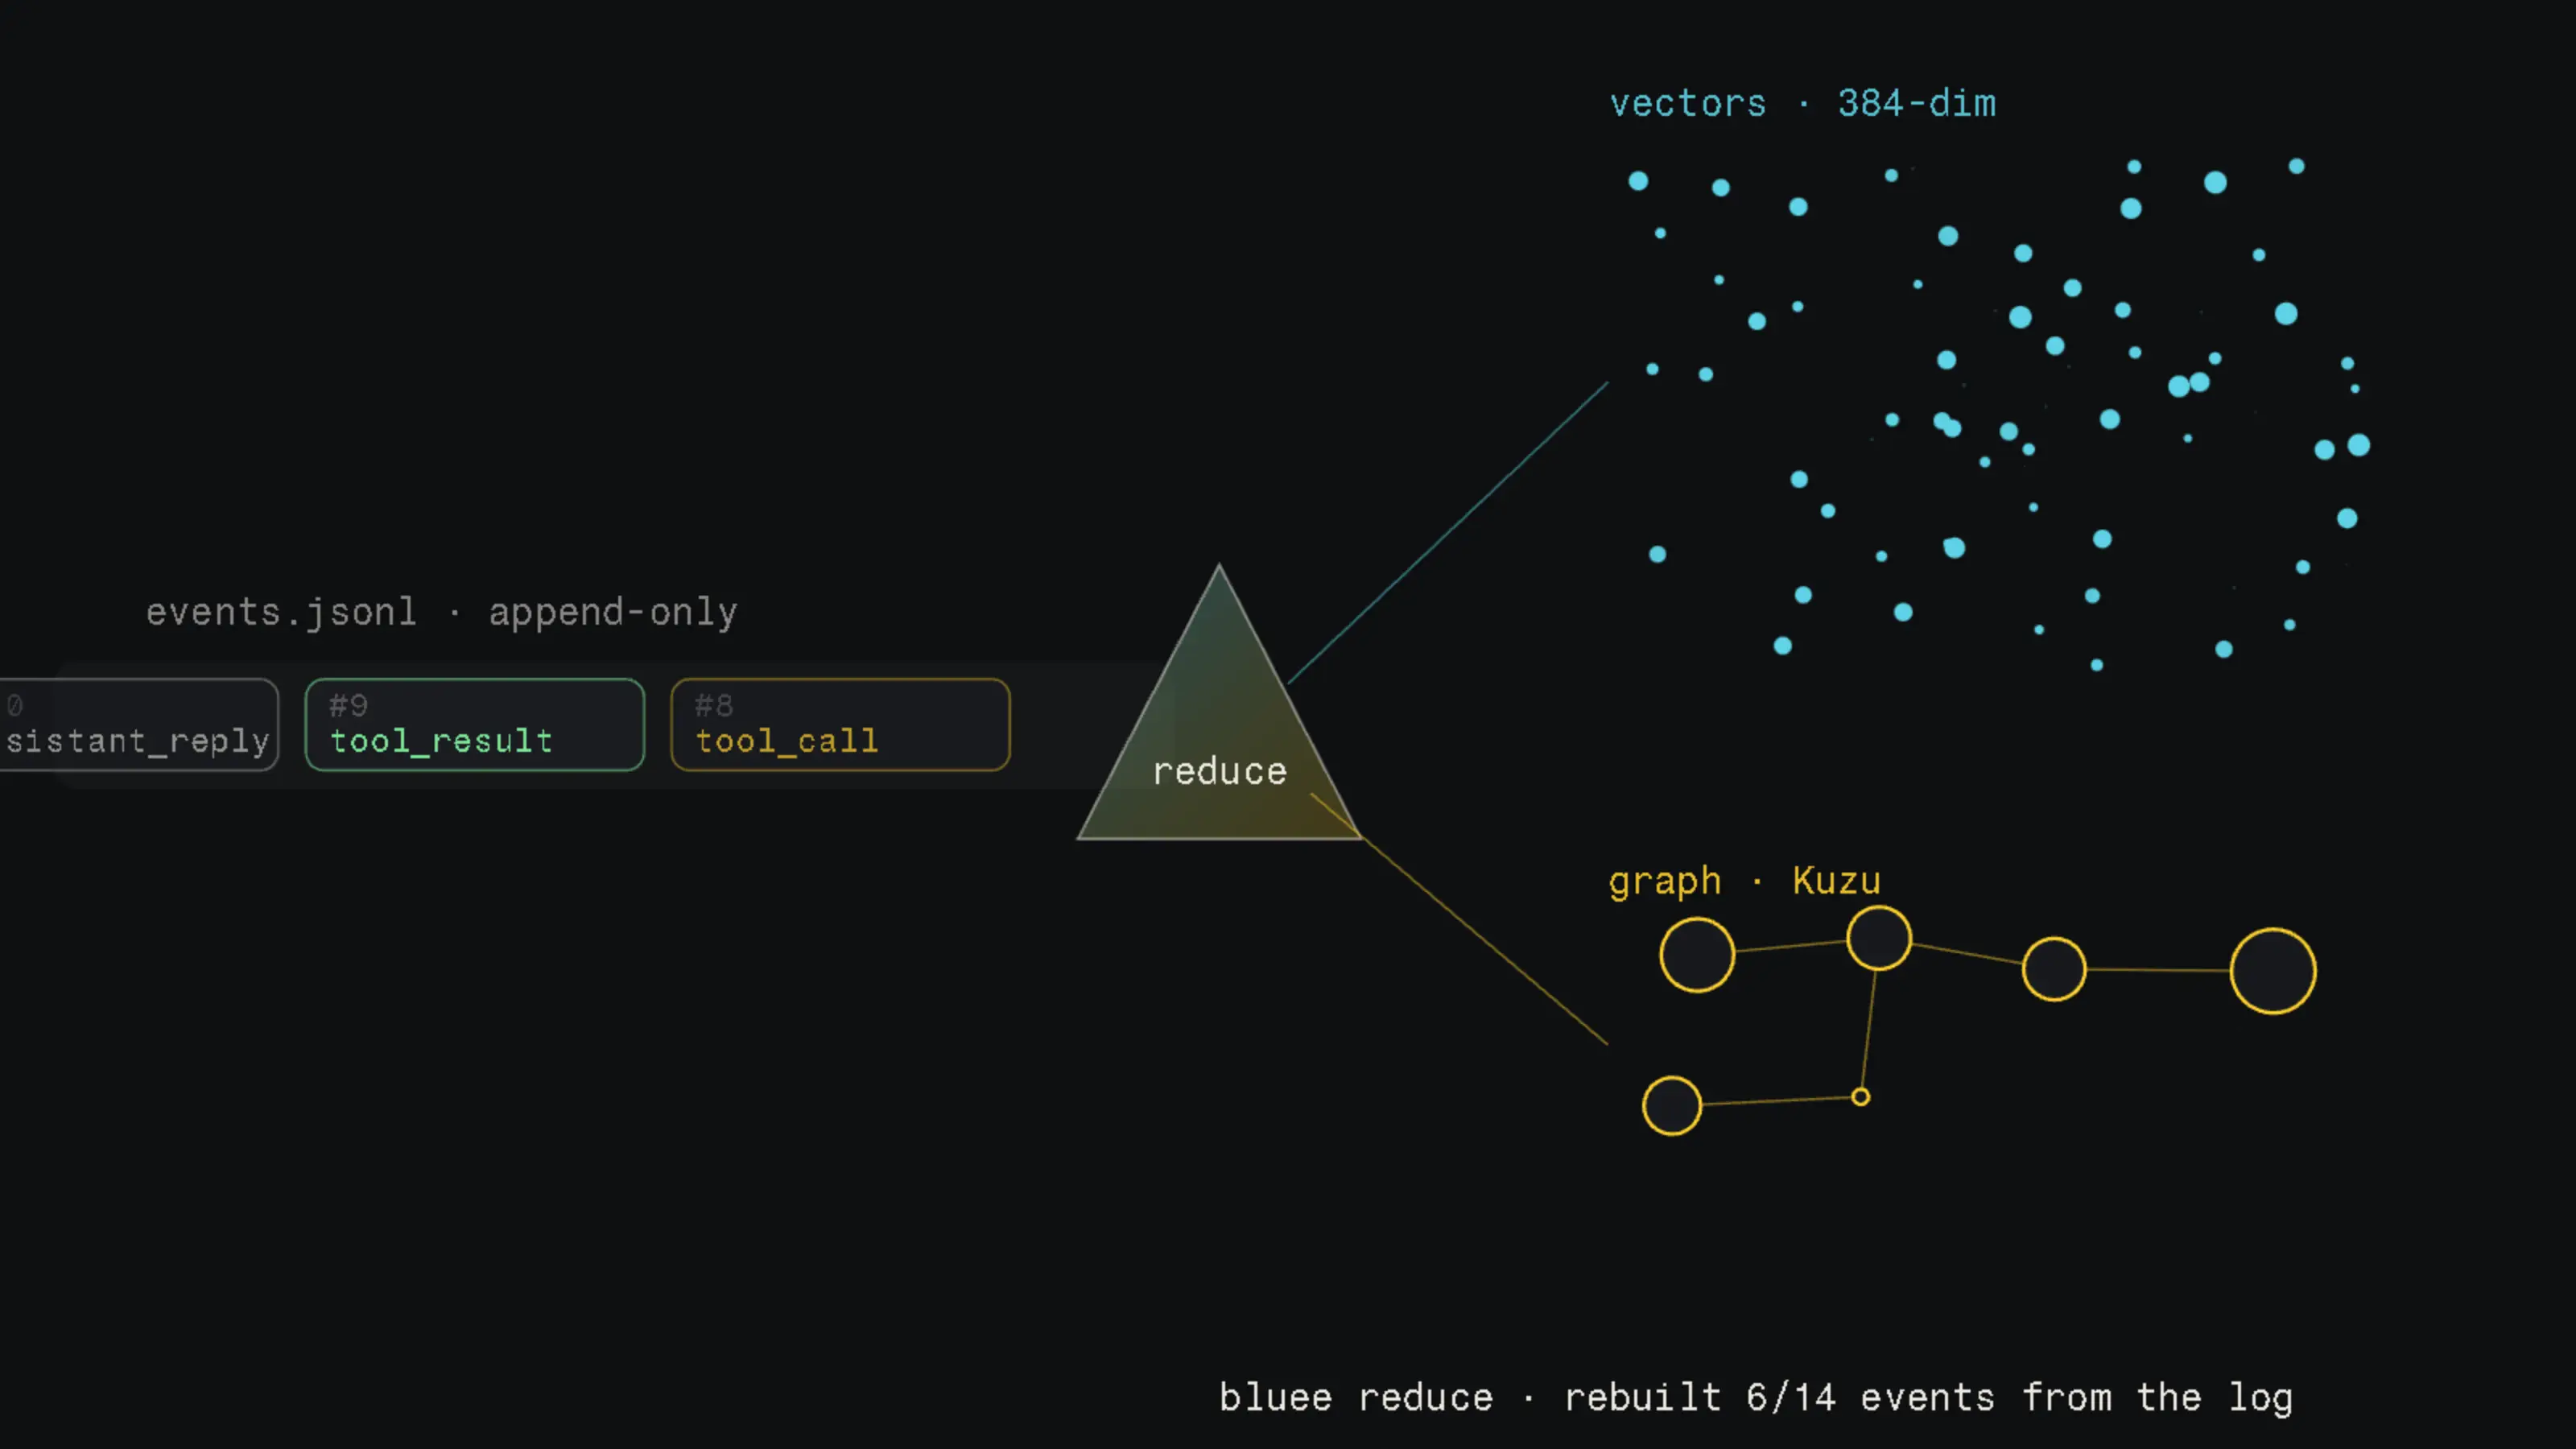 vectors · 384-dim
events.jsonl · append-only
0
sistant_reply
#9
tool_result
#8
tool_call
reduce
graph · Kuzu
bluee reduce · rebuilt 6/14 events from the log